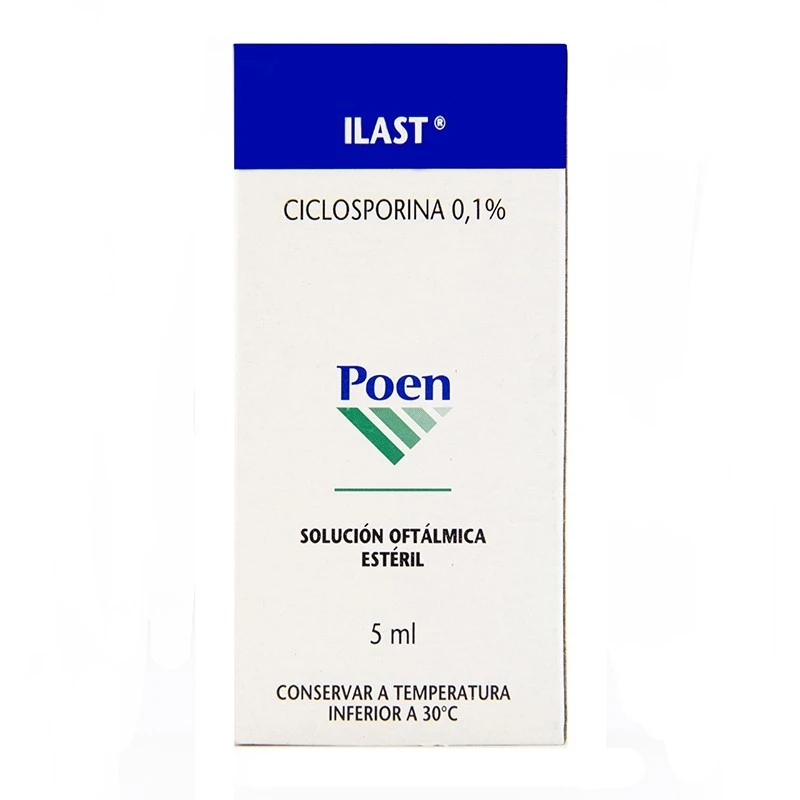 ILAST®
CICLOSPORINA 0,1%
Poen
SOLUCIÓN OFTÁLMICA
ESTÉRIL
5 ml
CONSERVAR A TEMPERATURA
INFERIOR A 30°C